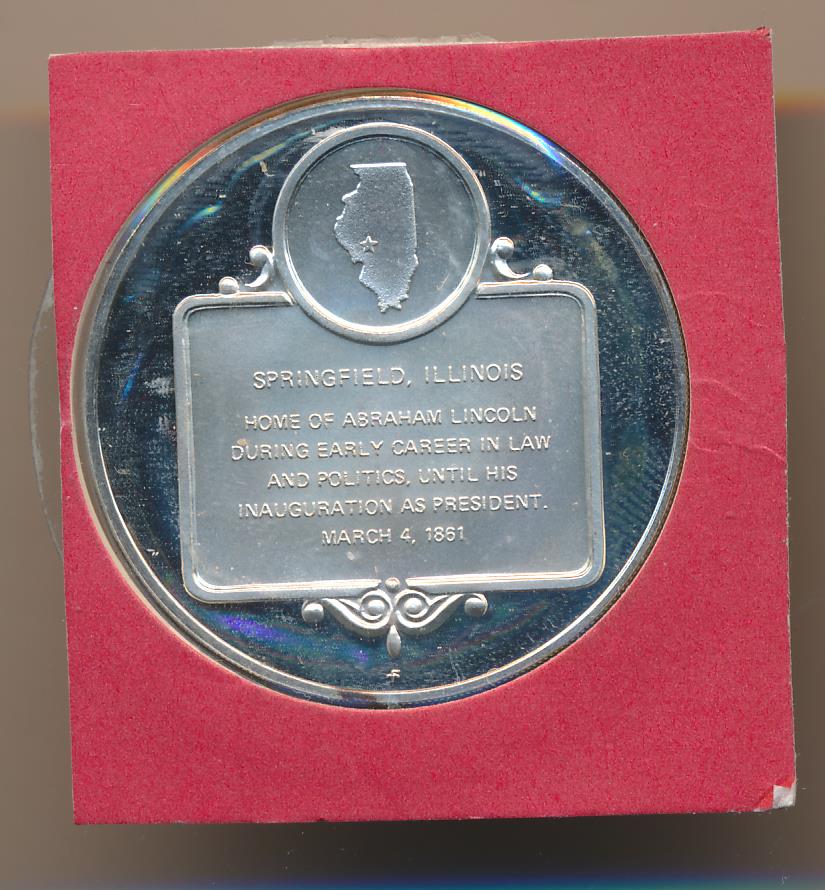 SPRINGFIELD, ILLINOIS
HOME OF ABRAHAM LINCOLN
DURING EARLY CAREER IN LAW
AND POLITICS, UNTIL HIS
INAUGURATION AS PRESIDENT.
MARCH 4, 1861